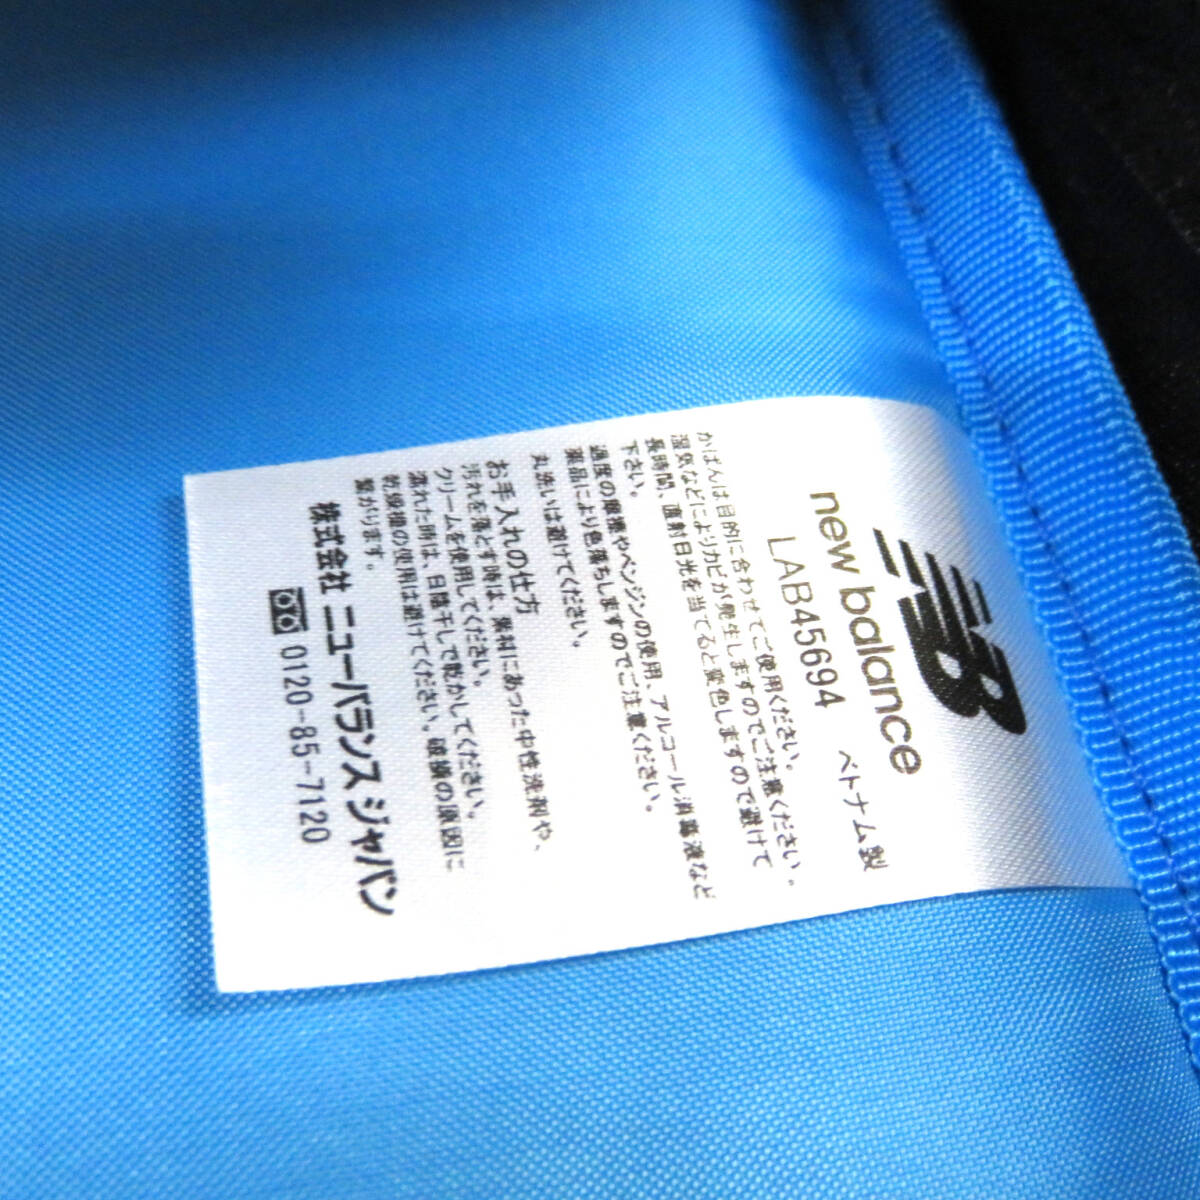 NB
new balance
LAB45694 ベトナム製
かばんは目的に合わせてご使用ください。
湿気などによりカビが発生しますのでご注意ください。
長時間、直射日光を当てると変色しますので避けて
下さい。
過度の摩擦やベンジンの使用、アルコール消毒液など
薬品により色落ちしますのでご注意ください。
丸洗いは避けてください。
お手入れの仕方
汚れを落とす時は、素材にあった中性洗剤や、
クリームを使用してください。
濡れた時は、日陰干しで乾かしてください。
乾燥機の使用は避けてください。破損の原因に
繋がります。
株式会社 ニューバランス ジャパン
0120-85-7120